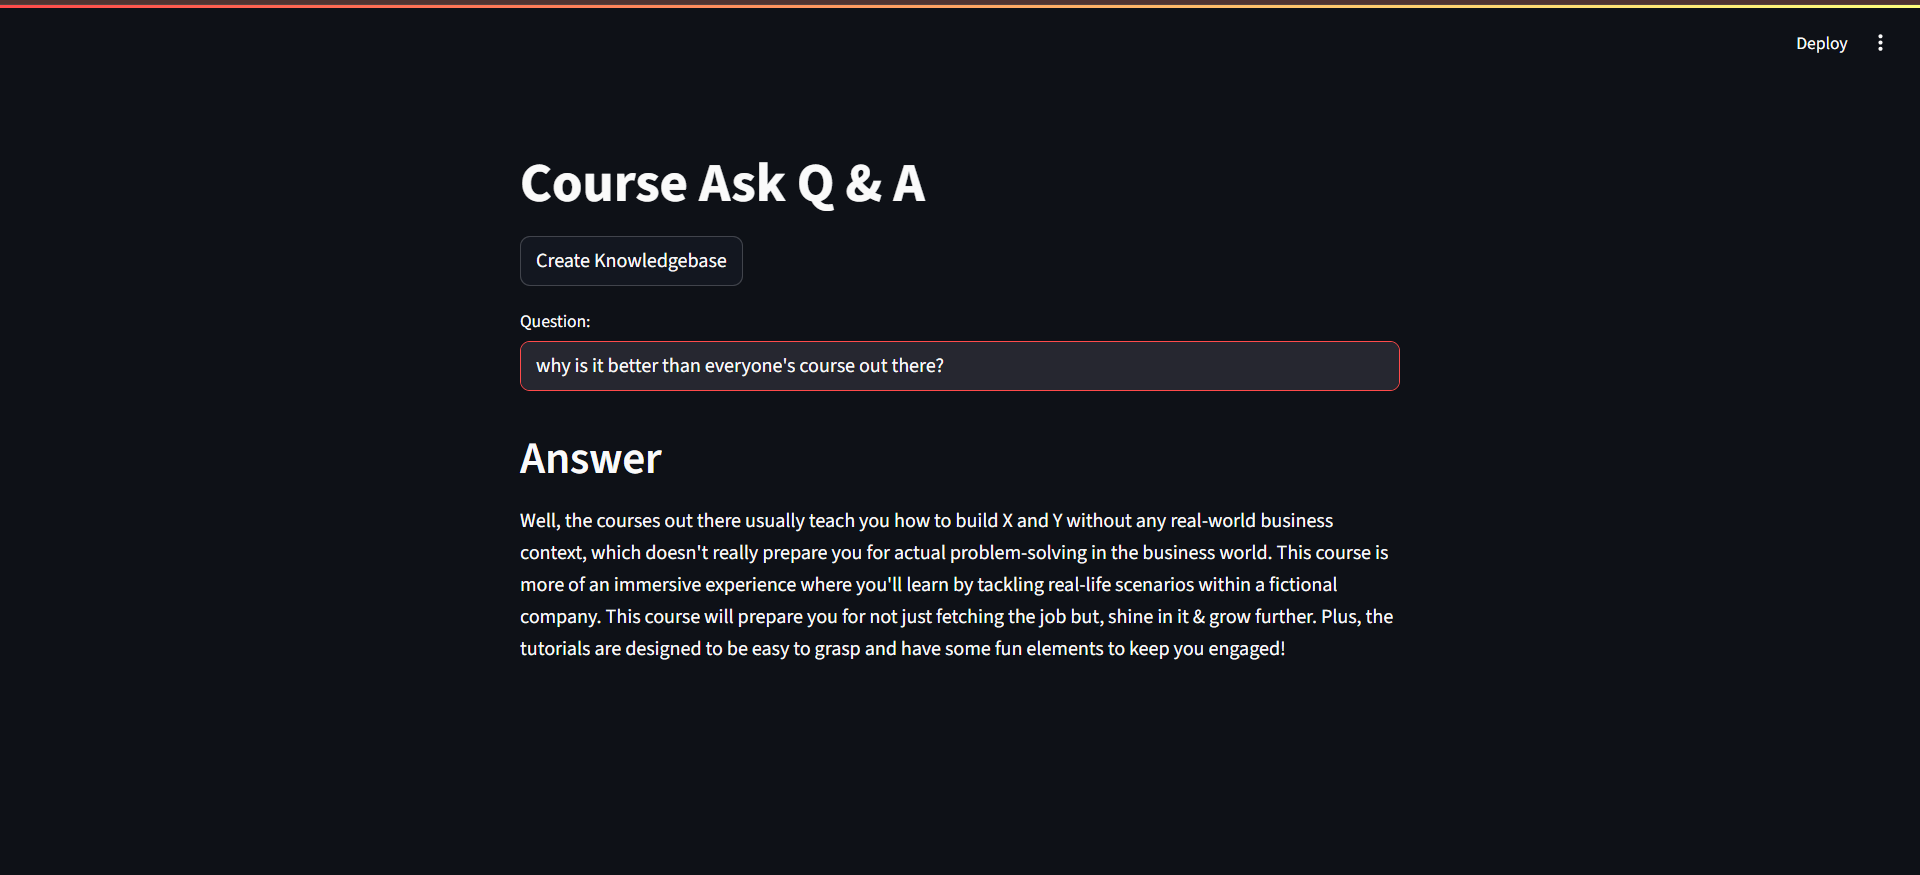 Deploy
Course Ask Q & A
Create Knowledgebase
Question:
why is it better than everyone's course out there?
Answer
Well, the courses out there usually teach you how to build X and Y without any real-world business
context, which doesn't really prepare you for actual problem-solving in the business world. This course is
more of an immersive experience where you'll learn by tackling real-life scenarios within a fictional
company. This course will prepare you for not just fetching the job but, shine in it & grow further. Plus, the
tutorials are designed to be easy to grasp and have some fun elements to keep you engaged!